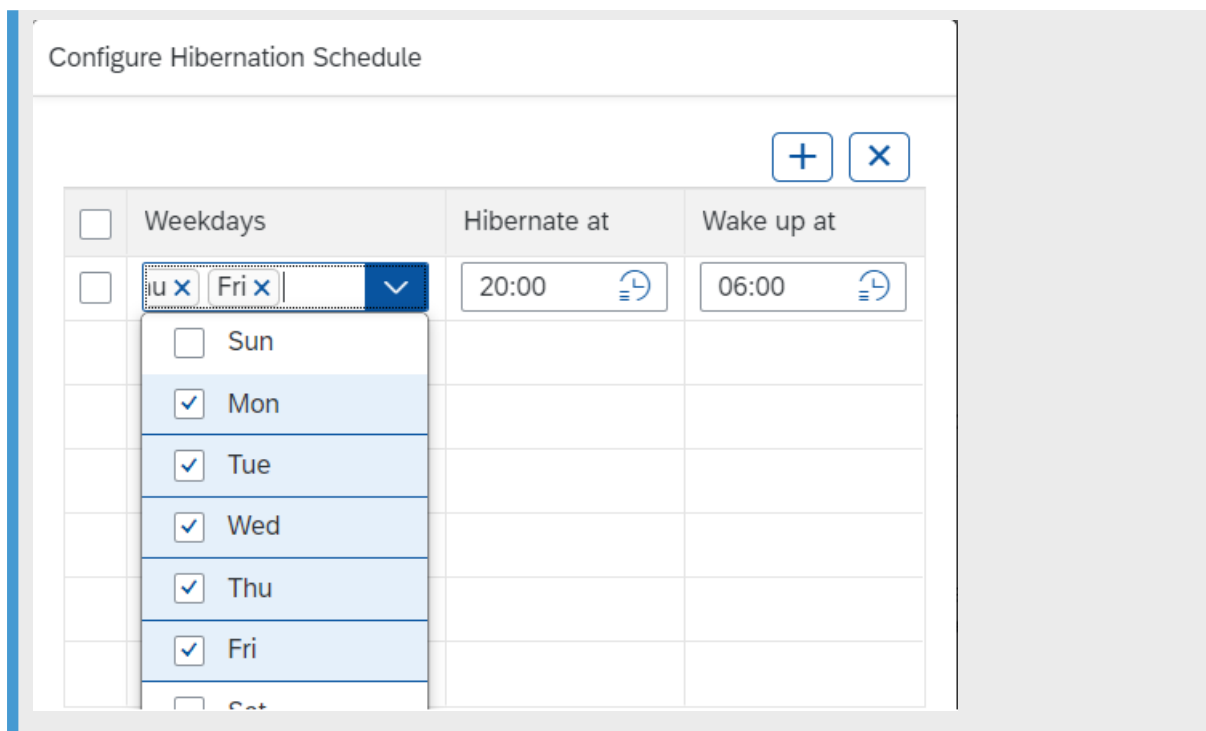 Configure Hibernation Schedule
Weekdays Hibernate at Wake up at
Fri 20:00 06:00
Sun
Mon
Tue
Wed
Thu
Fri